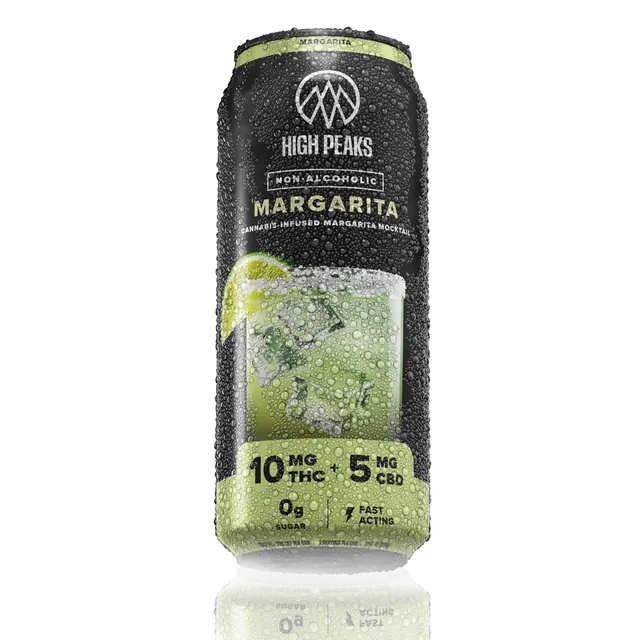 MARGARITA
HIGH PEAKS
NON-ALCOHOLIC
MARGARITA
CANNABIS-INFUSED MARGARITA MOCKTAIL
10 MG THC + 5 MG CBD
0g SUGAR
FAST ACTING